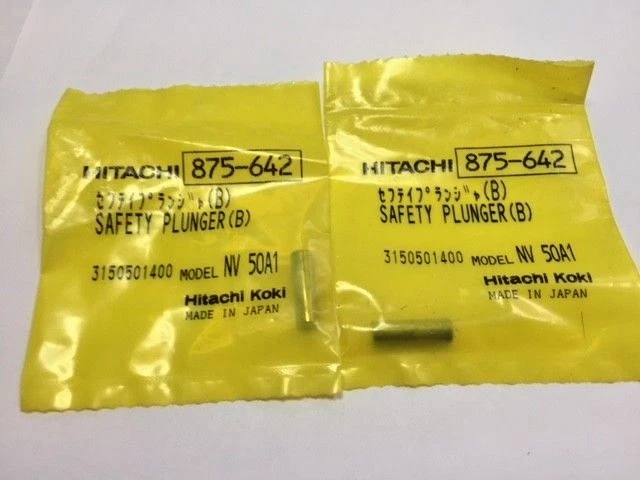 HITACHI 875-642
セフテイプランジャ(B)
SAFETY PLUNGER(B)
3150501400 MODEL NV 50A1
Hitachi Koki
MADE IN JAPAN
HITACHI 875-642
セフテイプランジャ(B)
SAFETY PLUNGER(B)
3150501400 MODEL NV 50A1
Hitachi Koki
MADE IN JAPAN